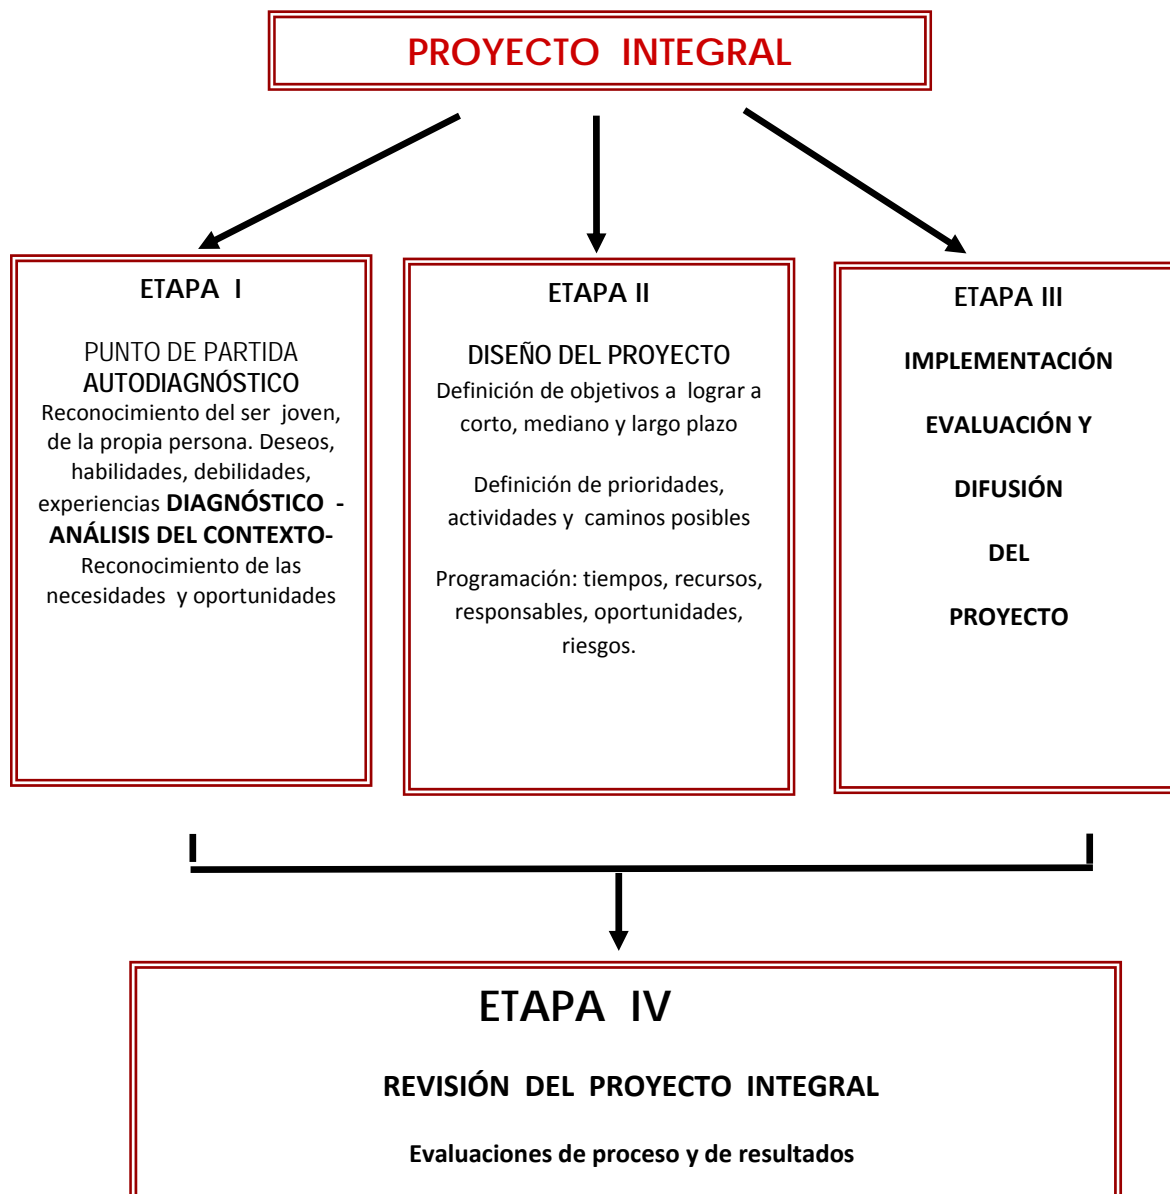 PROYECTO INTEGRAL
ETAPA I
PUNTO DE PARTIDA
AUTODIAGNÓSTICO
Reconocimiento del ser joven,
de la propia persona. Deseos,
habilidades, debilidades,
experiencias DIAGNÓSTICO -
ANÁLISIS DEL CONTEXTO-
Reconocimiento de las
necesidades y oportunidades
ETAPA II
DISEÑO DEL PROYECTO
Definición de objetivos a lograr a
corto, mediano y largo plazo
Definición de prioridades,
actividades y caminos posibles
Programación: tiempos, recursos,
responsables, oportunidades,
riesgos.
ETAPA III
IMPLEMENTACIÓN
EVALUACIÓN Y
DIFUSIÓN
DEL
PROYECTO
ETAPA IV
REVISIÓN DEL PROYECTO INTEGRAL
Evaluaciones de proceso y de resultados